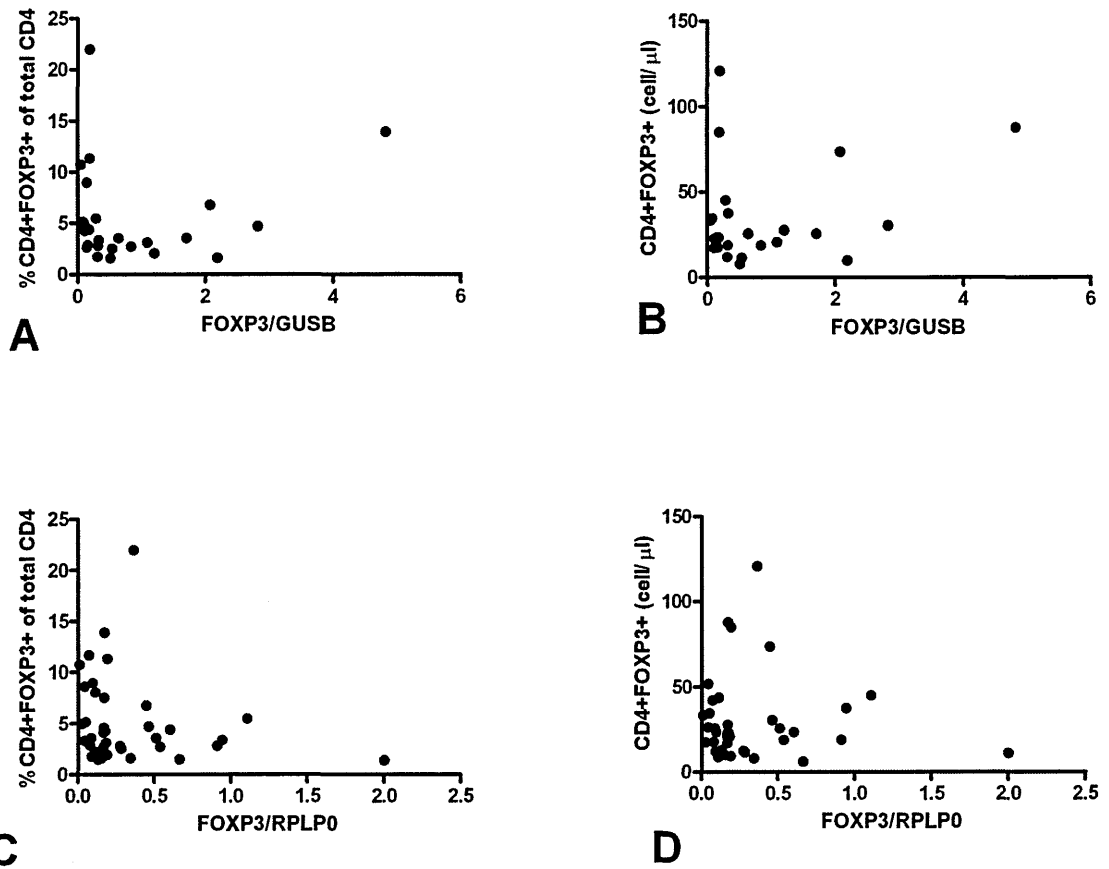 %CD4+FOXP3+ of total CD4
25
20
15
10
5
0
0 2 4 6
FOXP3/GUSB
A
CD4+FOXP3+ (cell/ μl)
150
100
50
0
0 2 4 6
FOXP3/GUSB
B
%CD4+FOXP3+ of total CD4
25
20
15
10
5
0
0.0 0.5 1.0 1.5 2.0 2.5
FOXP3/RPLP0
C
CD4+FOXP3+ (cell/ μl)
150
100
50
0
0.0 0.5 1.0 1.5 2.0 2.5
FOXP3/RPLP0
D